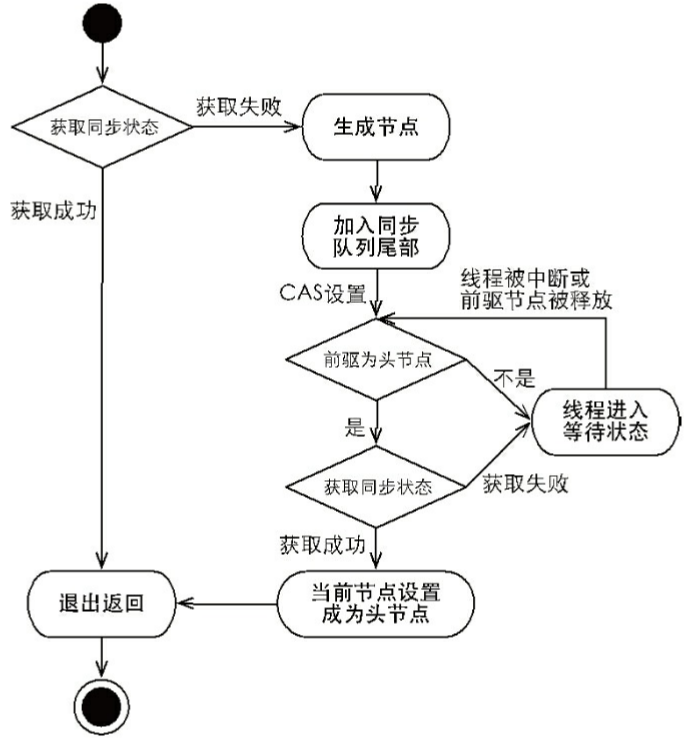 获取同步状态
获取失败
生成节点
获取成功
加入同步
队列尾部
CAS设置
线程被中断或
前驱节点被释放
前驱为头节点
不是
线程进入
等待状态
是
获取同步状态
获取失败
获取成功
退出返回
当前节点设置
成为头节点